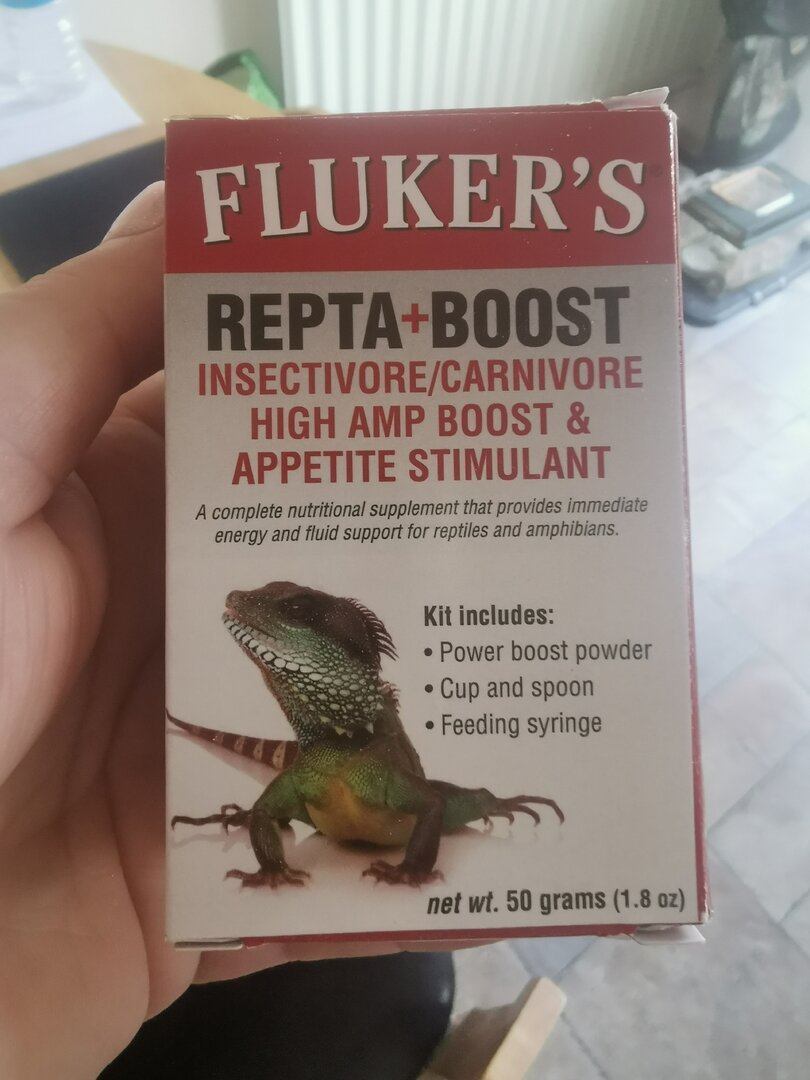 FLUKER'S®
REPTA+BOOST
INSECTIVORE/CARNIVORE
HIGH AMP BOOST &
APPETITE STIMULANT
A complete nutritional supplement that provides immediate
energy and fluid support for reptiles and amphibians.
Kit includes:
• Power boost powder
• Cup and spoon
• Feeding syringe
net wt. 50 grams (1.8 oz)